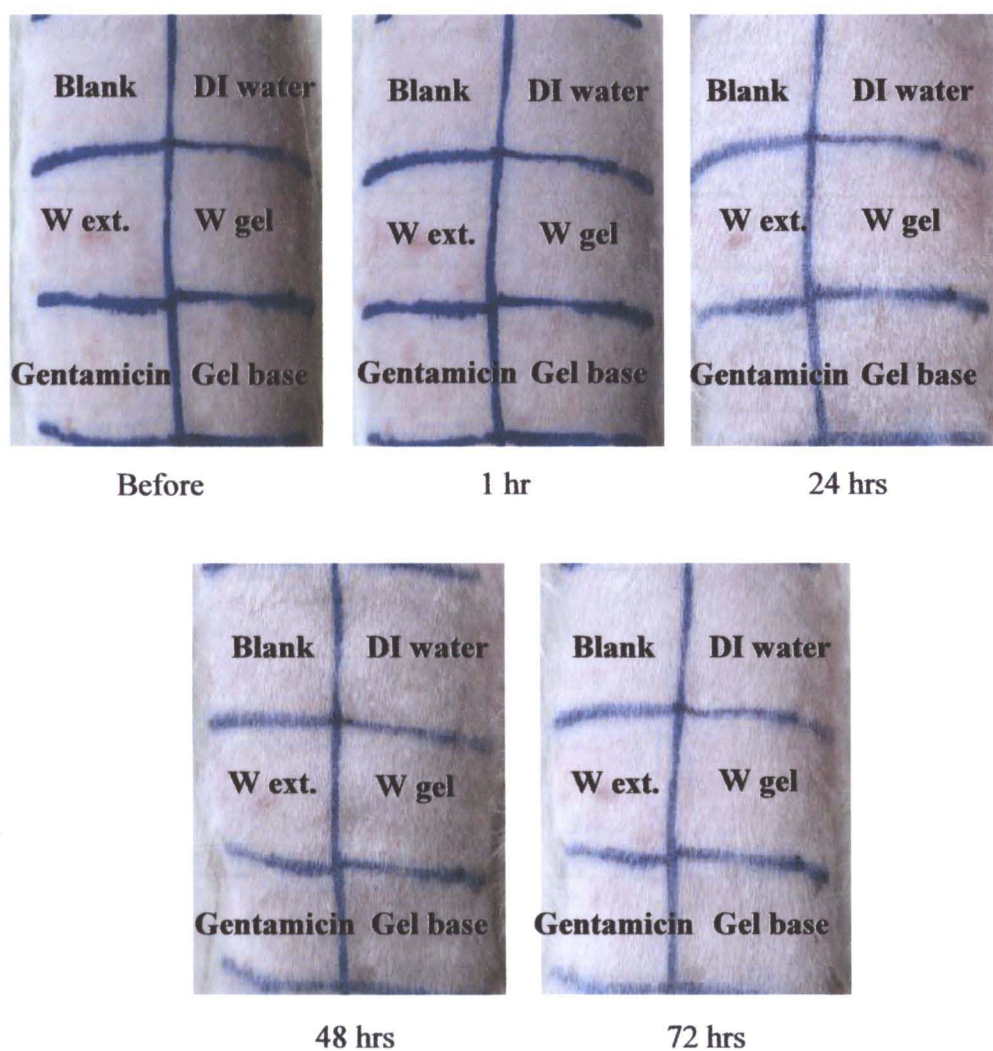 Blank DI water
W ext. W gel
Gentamicin Gel base
Before
Blank DI water
W ext. W gel
Gentamicin Gel base
1 hr
Blank DI water
W ext. W gel
Gentamicin Gel base
24 hrs
Blank DI water
W ext. W gel
Gentamicin Gel base
48 hrs
Blank DI water
W ext. W gel
Gentamicin Gel base
72 hrs